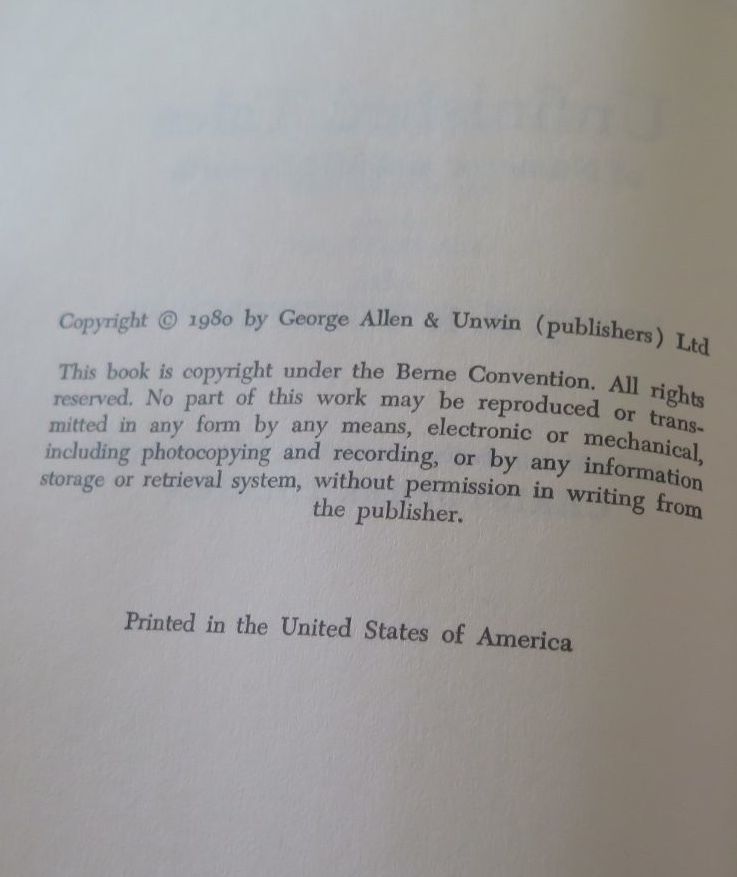 Copyright © 1980 by George Allen & Unwin (publishers) Ltd
This book is copyright under the Berne Convention. All rights
reserved. No part of this work may be reproduced or trans-
mitted in any form by any means, electronic or mechanical,
including photocopying and recording, or by any information
storage or retrieval system, without permission in writing from
the publisher.
Printed in the United States of America